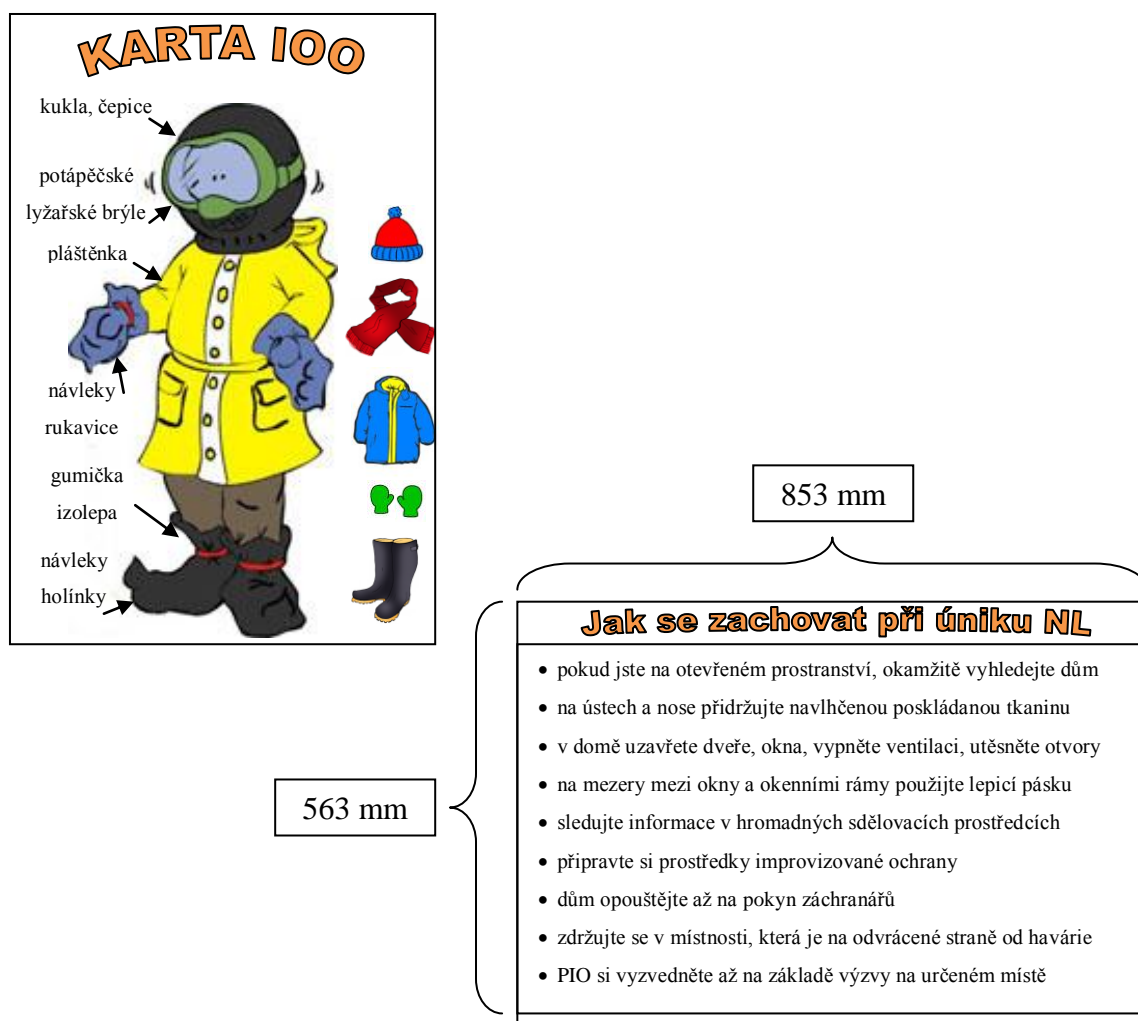 KARTA IOO
kukla, čepice
potápěčské
lyžařské brýle
pláštěnka
návleky
rukavice
gumička
izolepa
návleky
holínky
853 mm
563 mm
Jak se zachovat při úniku NL
• pokud jste na otevřeném prostranství, okamžitě vyhledejte dům
• na ústech a nose přidržujte navlhčenou poskládanou tkaninu
• v domě uzavřete dveře, okna, vypněte ventilaci, utěsněte otvory
• na mezery mezi okny a okenními rámy použijte lepicí pásku
• sledujte informace v hromadných sdělovacích prostředcích
• připravte si prostředky improvizované ochrany
• dům opouštějte až na pokyn záchranářů
• zdržujte se v místnosti, která je na odvrácené straně od havárie
• PIO si vyzvedněte až na základě výzvy na určeném místě